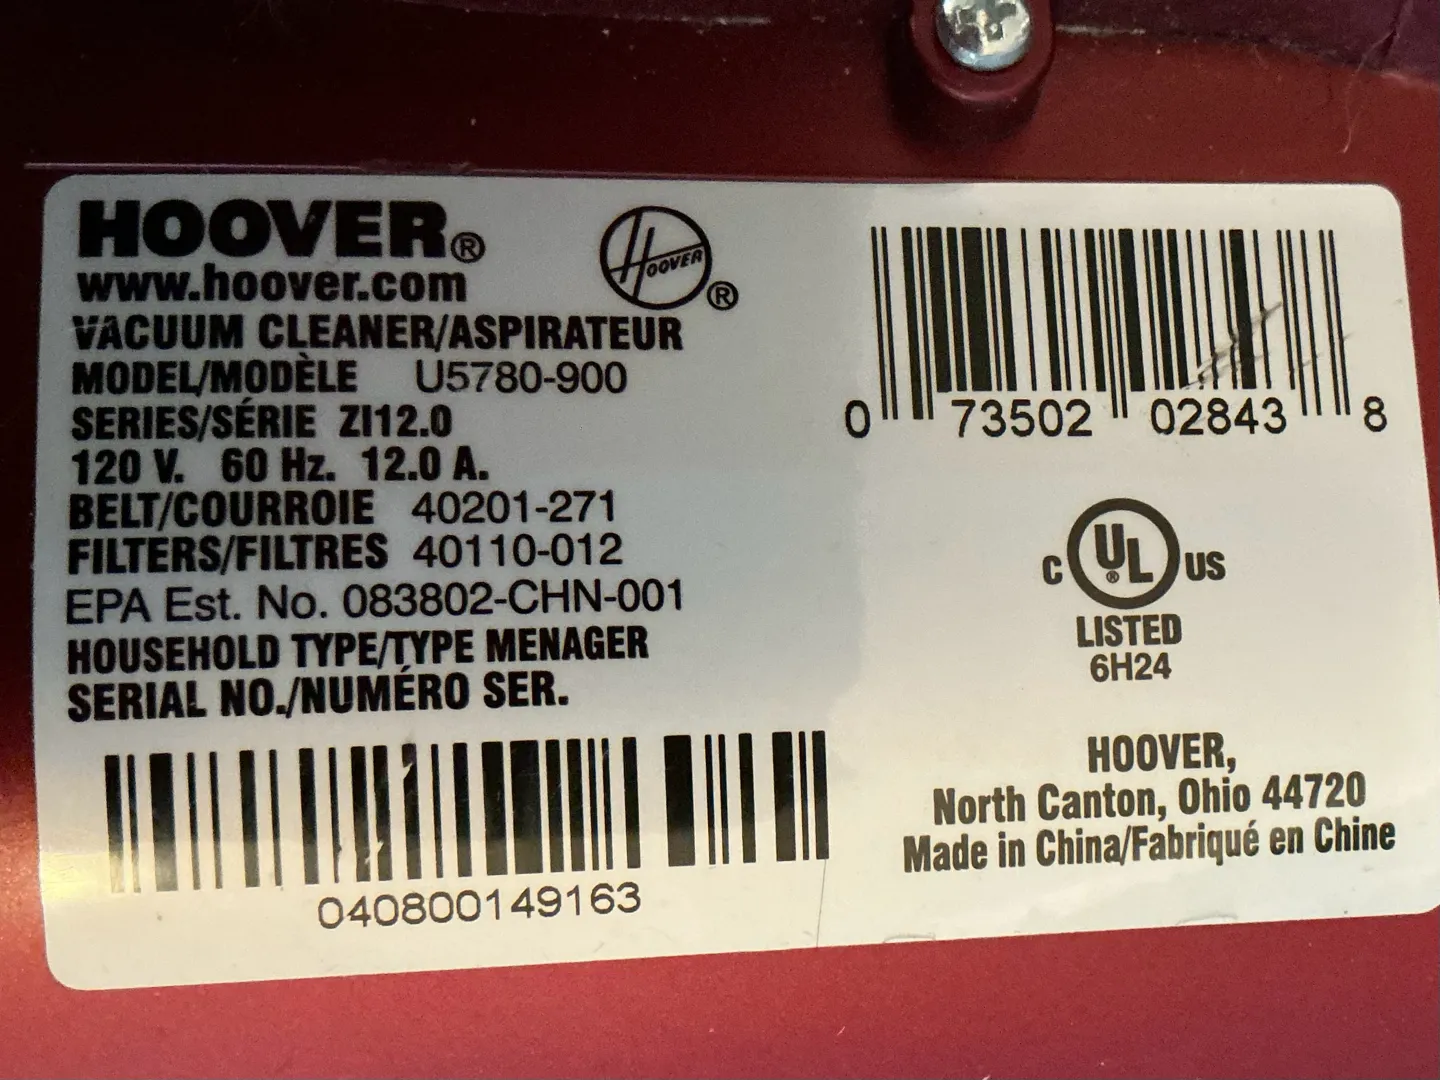 HOOVER®
www.hoover.com
HOOVER ®
VACUUM CLEANER/ASPIRATEUR
MODEL/MODÈLE U5780-900
SERIES/SÉRIE ZI12.0
120 V. 60 Hz. 12.0 A.
BELT/COURROIE 40201-271
FILTERS/FILTRES 40110-012
EPA Est. No. 083802-CHN-001
HOUSEHOLD TYPE/TYPE MENAGER
SERIAL NO./NUMÉRO SER.
040800149163
0 73502 02843 8
C UL® US
LISTED
6H24
HOOVER,
North Canton, Ohio 44720
Made in China/Fabriqué en Chine